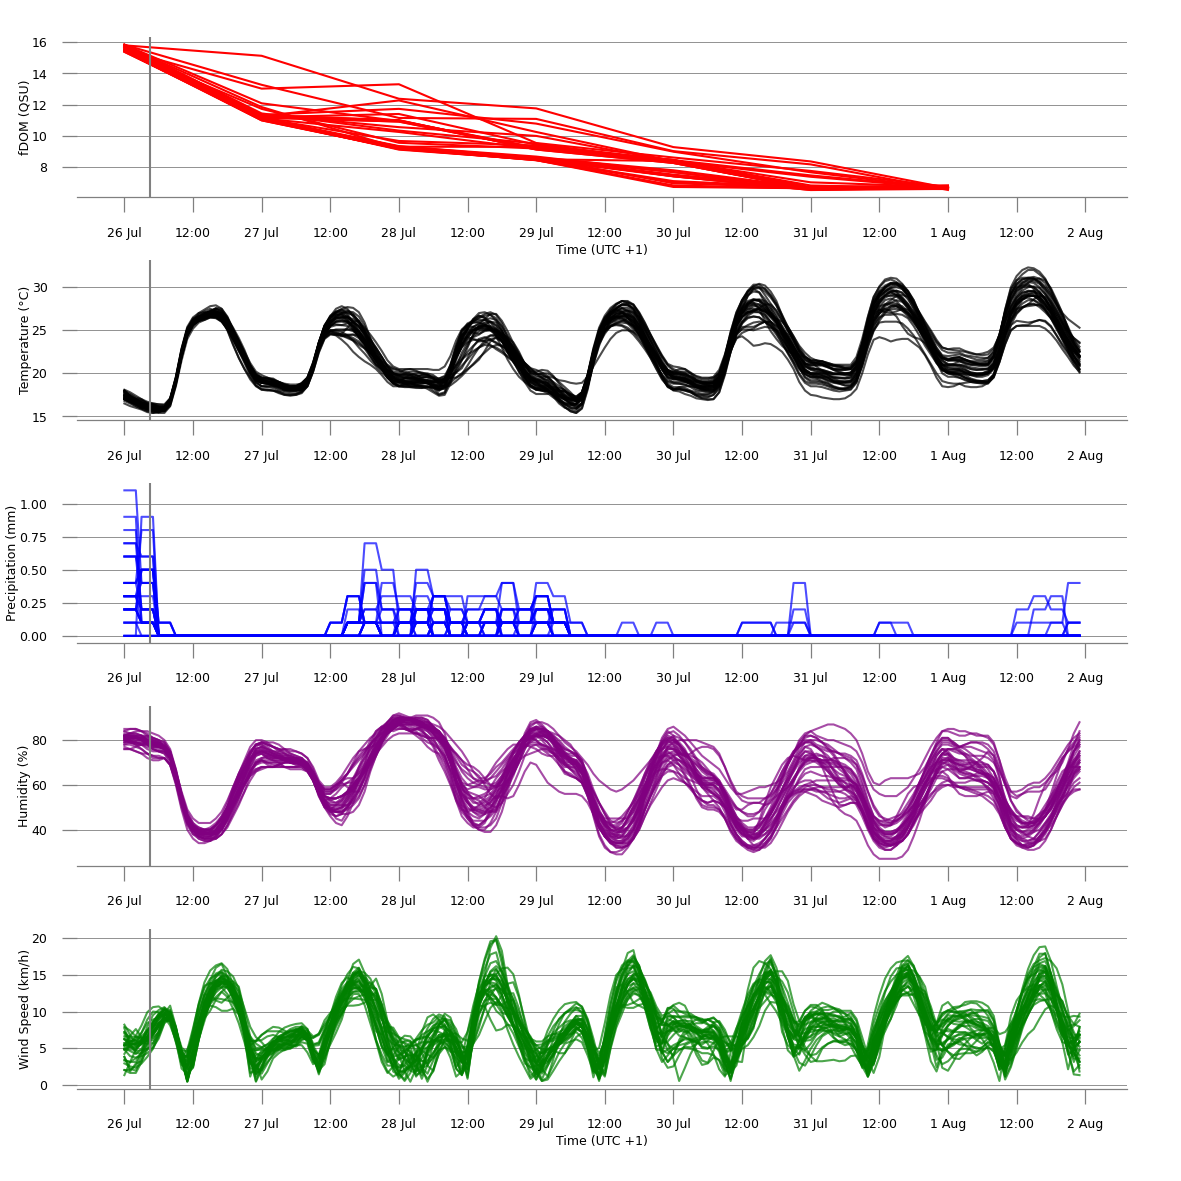 fDOM (QSU)
16
14
12
10
8
26 Jul 12:00 27 Jul 12:00 28 Jul 12:00 29 Jul 12:00 30 Jul 12:00 31 Jul 12:00 1 Aug 12:00 2 Aug
Time (UTC +1)
Temperature (°C)
30
25
20
15
26 Jul 12:00 27 Jul 12:00 28 Jul 12:00 29 Jul 12:00 30 Jul 12:00 31 Jul 12:00 1 Aug 12:00 2 Aug
Precipitation (mm)
1.00
0.75
0.50
0.25
0.00
26 Jul 12:00 27 Jul 12:00 28 Jul 12:00 29 Jul 12:00 30 Jul 12:00 31 Jul 12:00 1 Aug 12:00 2 Aug
Humidity (%)
80
60
40
26 Jul 12:00 27 Jul 12:00 28 Jul 12:00 29 Jul 12:00 30 Jul 12:00 31 Jul 12:00 1 Aug 12:00 2 Aug
Wind Speed (km/h)
20
15
10
5
0
26 Jul 12:00 27 Jul 12:00 28 Jul 12:00 29 Jul 12:00 30 Jul 12:00 31 Jul 12:00 1 Aug 12:00 2 Aug
Time (UTC +1)